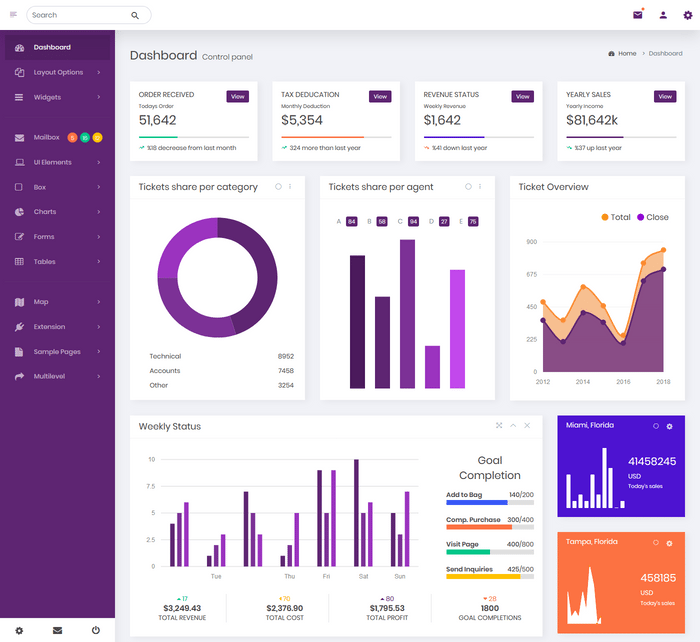 Search
Dashboard
Layout Options
Widgets
Mailbox
UI Elements
Box
Charts
Forms
Tables
Map
Extension
Sample Pages
Multilevel
Dashboard Control panel
Home > Dashboard
ORDER RECEIVED
View
Todays Order
51,642
%18 decrease from last month
TAX DEDUCATION
View
Monthly Deduction
$5,354
324 more than last year
REVENUE STATUS
View
Weekly Revenue
$1,642
%41 down last year
YEARLY SALES
View
Yearly Income
$81,642k
%37 up last year
Tickets share per category
Technical 8952
Accounts 7458
Other 3254
Tickets share per agent
A 84 B 58 C 94 D 27 E 75
Ticket Overview
Total Close
900
675
450
225
0
2012 2014 2016 2018
Weekly Status
10
7.5
5
2.5
0
Tue Thu Fri Sat Sun
Goal
Completion
Add to Bag 140/200
Comp. Purchase 300/400
Visit Page 400/800
Send Inquiries 425/500
17
$3,249.43
TOTAL REVENUE
70
$2,376.90
TOTAL COST
80
$1,795.53
TOTAL PROFIT
28
1800
GOAL COMPLETIONS
Miami, Florida
41458245
USD
Today's sales
Tampa, Florida
458185
USD
Today's sales